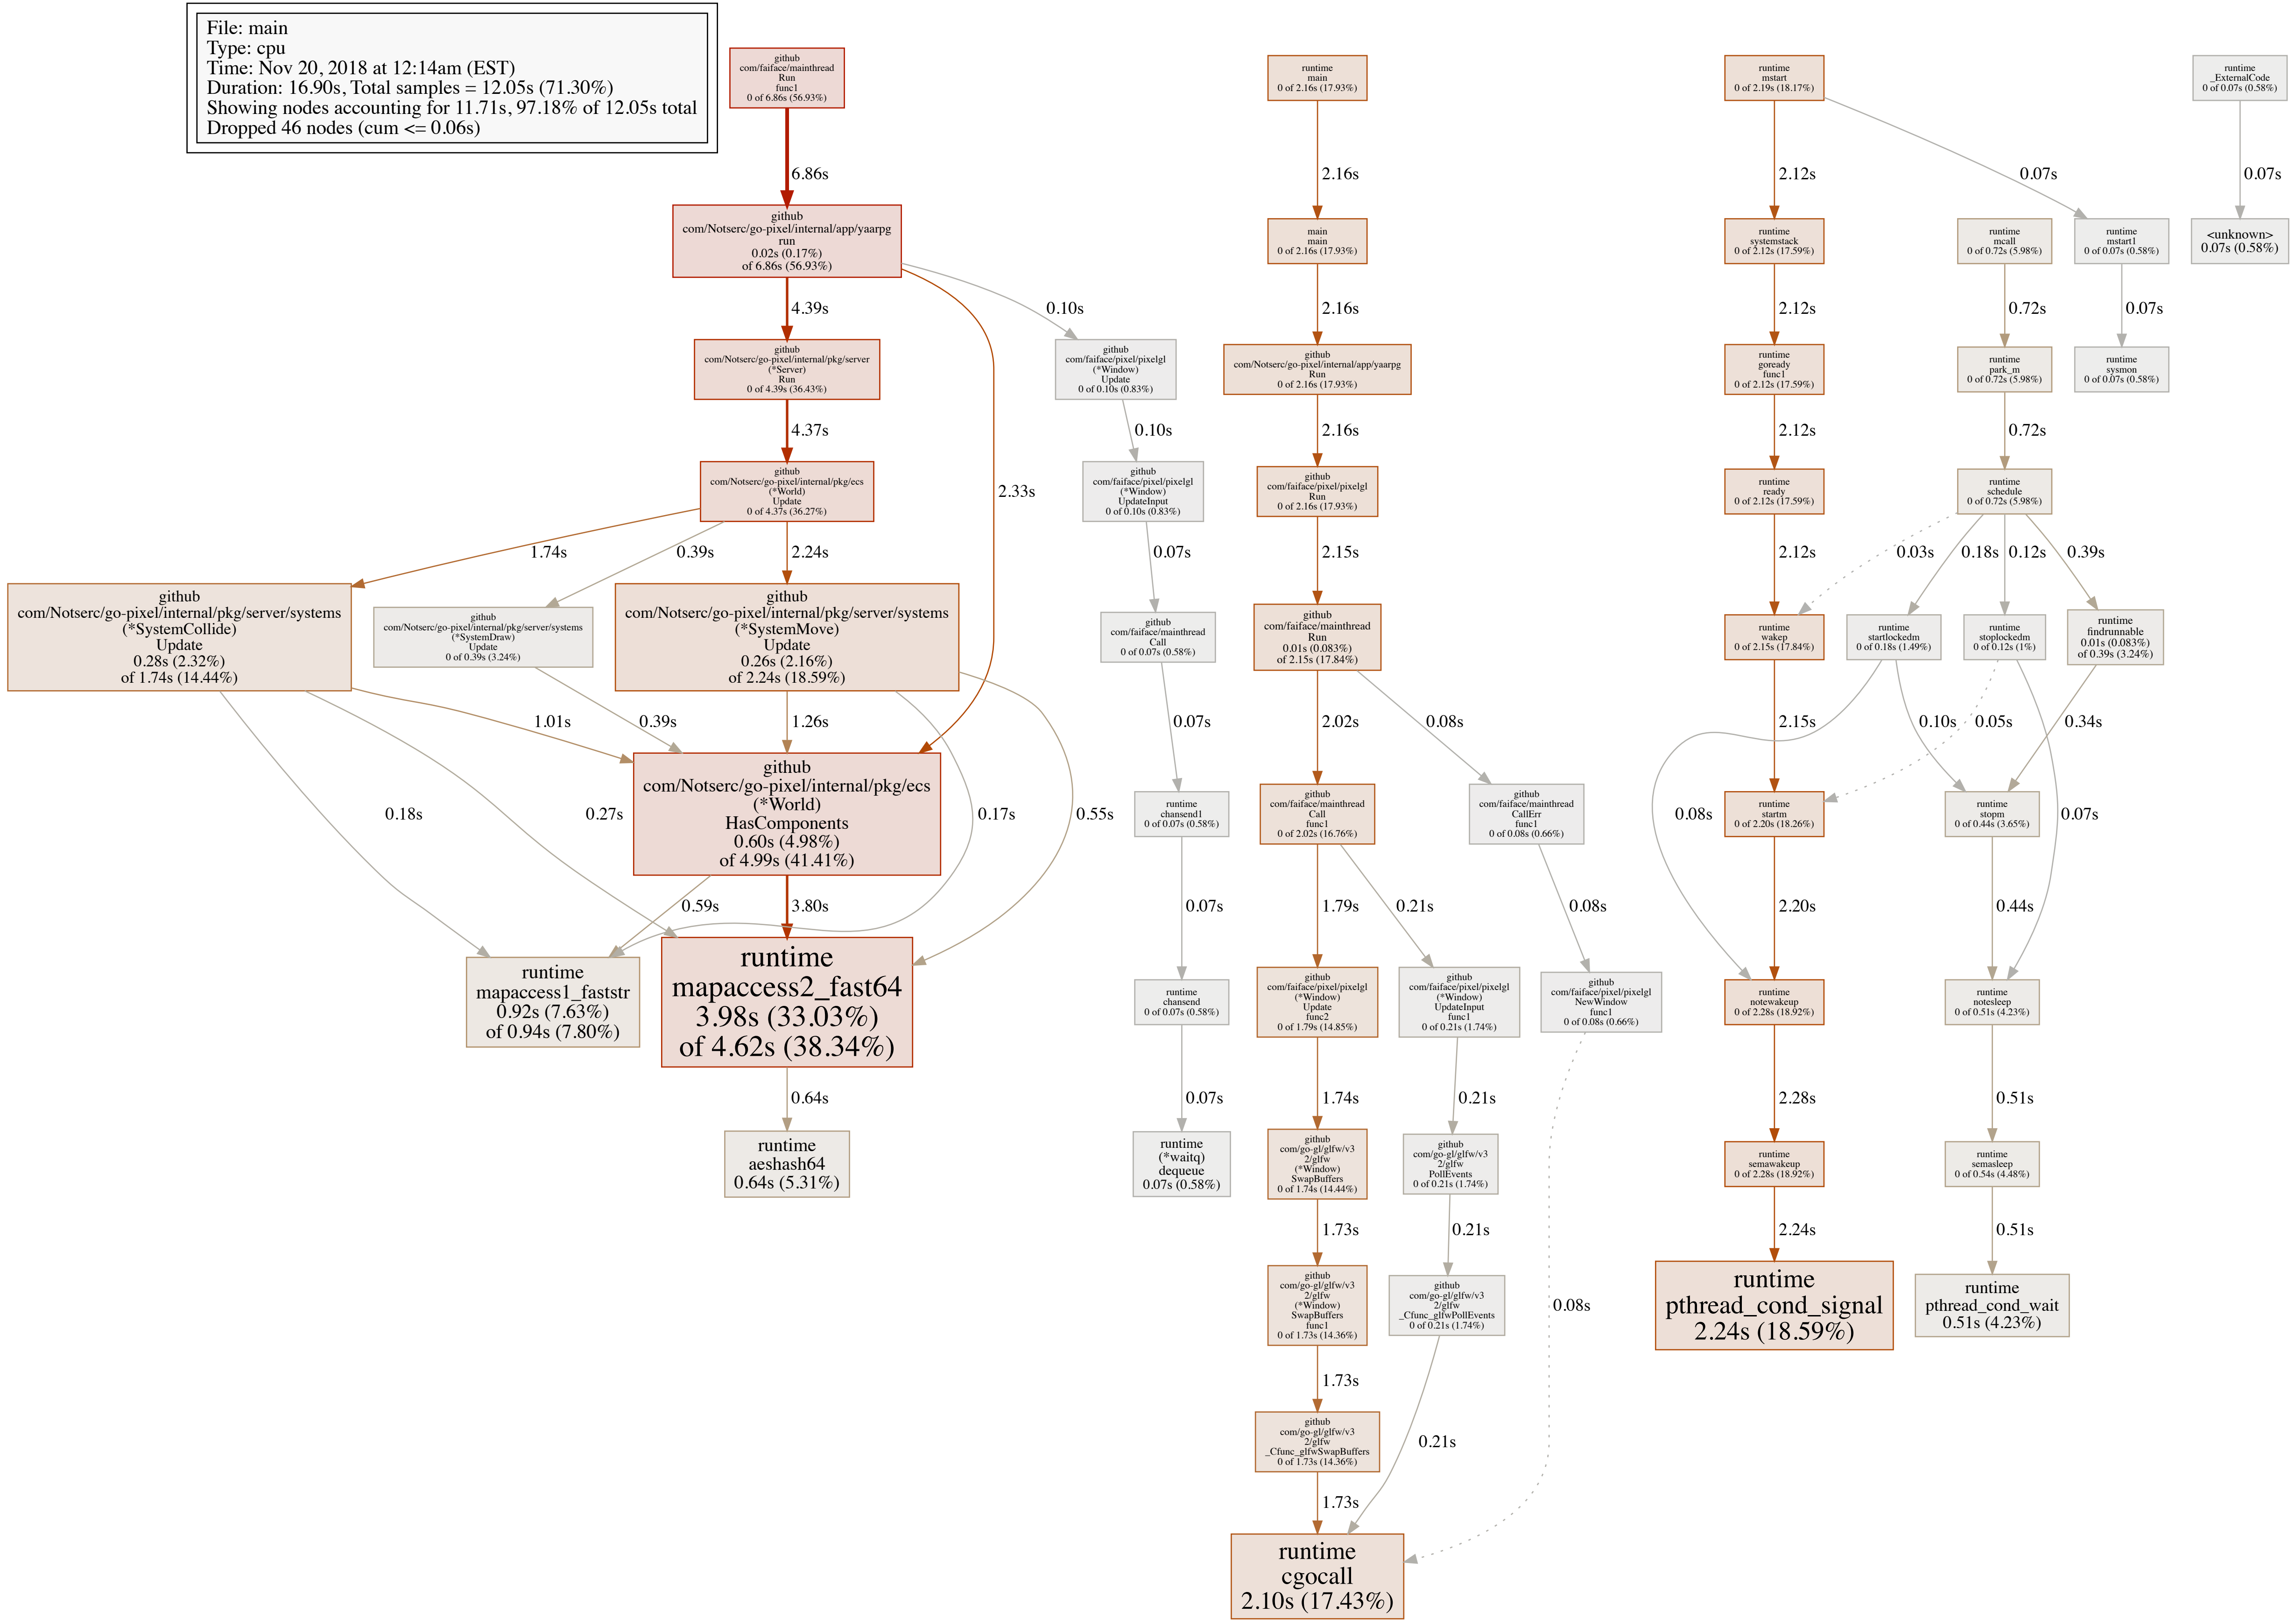 File: main
Type: cpu
Time: Nov 20, 2018 at 12:14am (EST)
Duration: 16.90s, Total samples = 12.05s (71.30%)
Showing nodes accounting for 11.71s, 97.18% of 12.05s total
Dropped 46 nodes (cum <= 0.06s)
github
com/faiface/mainthread
Run
func1
0 of 6.86s (56.93%)
6.86s
github
com/Notserc/go-pixel/internal/app/yaarpg
run
0.02s (0.17%)
of 6.86s (56.93%)
4.39s
2.33s
0.10s
github
com/Notserc/go-pixel/internal/pkg/server
(*Server)
Run
0 of 4.39s (36.43%)
4.37s
github
com/Notserc/go-pixel/internal/pkg/ecs
(*World)
Update
0 of 4.37s (36.27%)
1.74s
0.39s
2.24s
github
com/Notserc/go-pixel/internal/pkg/server/systems
(*SystemCollide)
Update
0.28s (2.32%)
of 1.74s (14.44%)
github
com/Notserc/go-pixel/internal/pkg/server/systems
(*SystemDraw)
Update
0 of 0.39s (3.24%)
github
com/Notserc/go-pixel/internal/pkg/server/systems
(*SystemMove)
Update
0.26s (2.16%)
of 2.24s (18.59%)
1.01s
0.39s
1.26s
0.18s
0.27s
0.17s
0.55s
github
com/Notserc/go-pixel/internal/pkg/ecs
(*World)
HasComponents
0.60s (4.98%)
of 4.99s (41.41%)
0.59s
3.80s
runtime
mapaccess1_faststr
0.92s (7.63%)
of 0.94s (7.80%)
runtime
mapaccess2_fast64
3.98s (33.03%)
of 4.62s (38.34%)
0.64s
runtime
aeshash64
0.64s (5.31%)
github
com/faiface/pixel/pixelgl
(*Window)
Update
0 of 0.10s (0.83%)
0.10s
github
com/faiface/pixel/pixelgl
(*Window)
UpdateInput
0 of 0.10s (0.83%)
0.07s
github
com/faiface/mainthread
Call
0 of 0.07s (0.58%)
0.07s
runtime
chansend1
0 of 0.07s (0.58%)
0.07s
runtime
chansend
0 of 0.07s (0.58%)
0.07s
runtime
(*waitq)
dequeue
0.07s (0.58%)
runtime
main
0 of 2.16s (17.93%)
2.16s
main
main
0 of 2.16s (17.93%)
2.16s
github
com/Notserc/go-pixel/internal/app/yaarpg
Run
0 of 2.16s (17.93%)
2.16s
github
com/faiface/pixel/pixelgl
Run
0 of 2.16s (17.93%)
2.15s
github
com/faiface/mainthread
Run
0.01s (0.083%)
of 2.15s (17.84%)
2.02s
0.08s
github
com/faiface/mainthread
Call
func1
0 of 2.02s (16.76%)
github
com/faiface/mainthread
CallErr
func1
0 of 0.08s (0.66%)
1.79s
0.21s
0.08s
github
com/faiface/pixel/pixelgl
(*Window)
Update
func2
0 of 1.79s (14.85%)
github
com/faiface/pixel/pixelgl
(*Window)
UpdateInput
func1
0 of 0.21s (1.74%)
github
com/faiface/pixel/pixelgl
NewWindow
func1
0 of 0.08s (0.66%)
1.74s
0.21s
0.08s
github
com/go-gl/glfw/v3
2/glfw
(*Window)
SwapBuffers
0 of 1.74s (14.44%)
github
com/go-gl/glfw/v3
2/glfw
PollEvents
0 of 0.21s (1.74%)
1.73s
0.21s
github
com/go-gl/glfw/v3
2/glfw
(*Window)
SwapBuffers
func1
0 of 1.73s (14.36%)
github
com/go-gl/glfw/v3
2/glfw
_Cfunc_glfwPollEvents
0 of 0.21s (1.74%)
1.73s
0.21s
github
com/go-gl/glfw/v3
2/glfw
_Cfunc_glfwSwapBuffers
0 of 1.73s (14.36%)
1.73s
runtime
cgocall
2.10s (17.43%)
runtime
mstart
0 of 2.19s (18.17%)
2.12s
0.07s
runtime
systemstack
0 of 2.12s (17.59%)
2.12s
runtime
goready
func1
0 of 2.12s (17.59%)
2.12s
runtime
ready
0 of 2.12s (17.59%)
2.12s
runtime
wakep
0 of 2.15s (17.84%)
2.15s
runtime
startm
0 of 2.20s (18.26%)
2.20s
runtime
notewakeup
0 of 2.28s (18.92%)
2.28s
runtime
semawakeup
0 of 2.28s (18.92%)
2.24s
runtime
pthread_cond_signal
2.24s (18.59%)
runtime
mcall
0 of 0.72s (5.98%)
0.72s
runtime
park_m
0 of 0.72s (5.98%)
0.72s
runtime
schedule
0 of 0.72s (5.98%)
0.03s
0.18s
0.12s
0.39s
runtime
startlockedm
0 of 0.18s (1.49%)
runtime
stoplockedm
0 of 0.12s (1%)
runtime
findrunnable
0.01s (0.083%)
of 0.39s (3.24%)
0.08s
0.10s
0.05s
0.07s
0.34s
runtime
stopm
0 of 0.44s (3.65%)
0.44s
runtime
notesleep
0 of 0.51s (4.23%)
0.51s
runtime
semasleep
0 of 0.54s (4.48%)
0.51s
runtime
pthread_cond_wait
0.51s (4.23%)
runtime
mstart1
0 of 0.07s (0.58%)
0.07s
runtime
sysmon
0 of 0.07s (0.58%)
runtime
_ExternalCode
0 of 0.07s (0.58%)
0.07s
<unknown>
0.07s (0.58%)